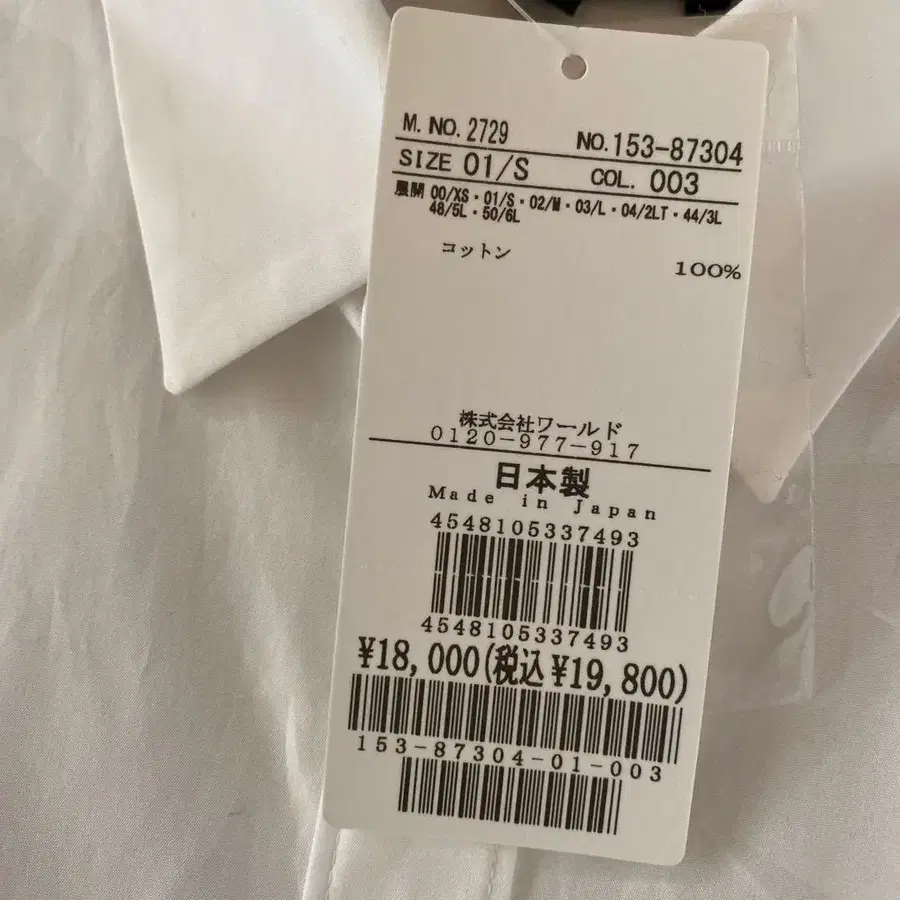 M. NO. 2729 NO. 153-87304
SIZE 01/S COL. 003
展開 00/XS・01/S・02/M・03/L・04/2LT・44/3L
48/5L・50/6L
コットン 100%
株式会社ワールド
0120-977-917
日本製
Made in Japan
4548105337493
4548105337493
¥18,000(税込¥19,800)
153-87304-01-003